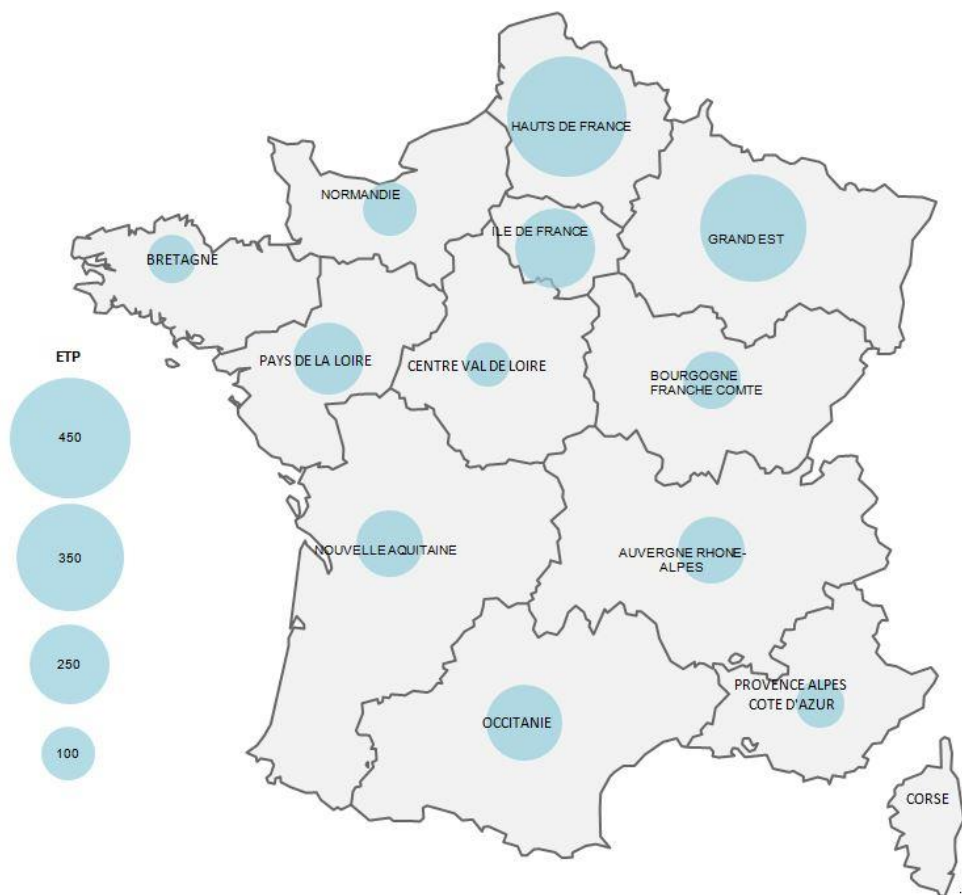 HAUTS DE FRANCE
NORMANDIE
ILE DE FRANCE
GRAND EST
BRETAGNE
ETP
PAYS DE LA LOIRE
CENTRE VAL DE LOIRE
BOURGOGNE
FRANCHE COMTE
450
350
NOUVELLE AQUITAINE
AUVERGNE RHONE-
ALPES
250
PROVENCE ALPES
COTE D'AZUR
OCCITANIE
100
CORSE